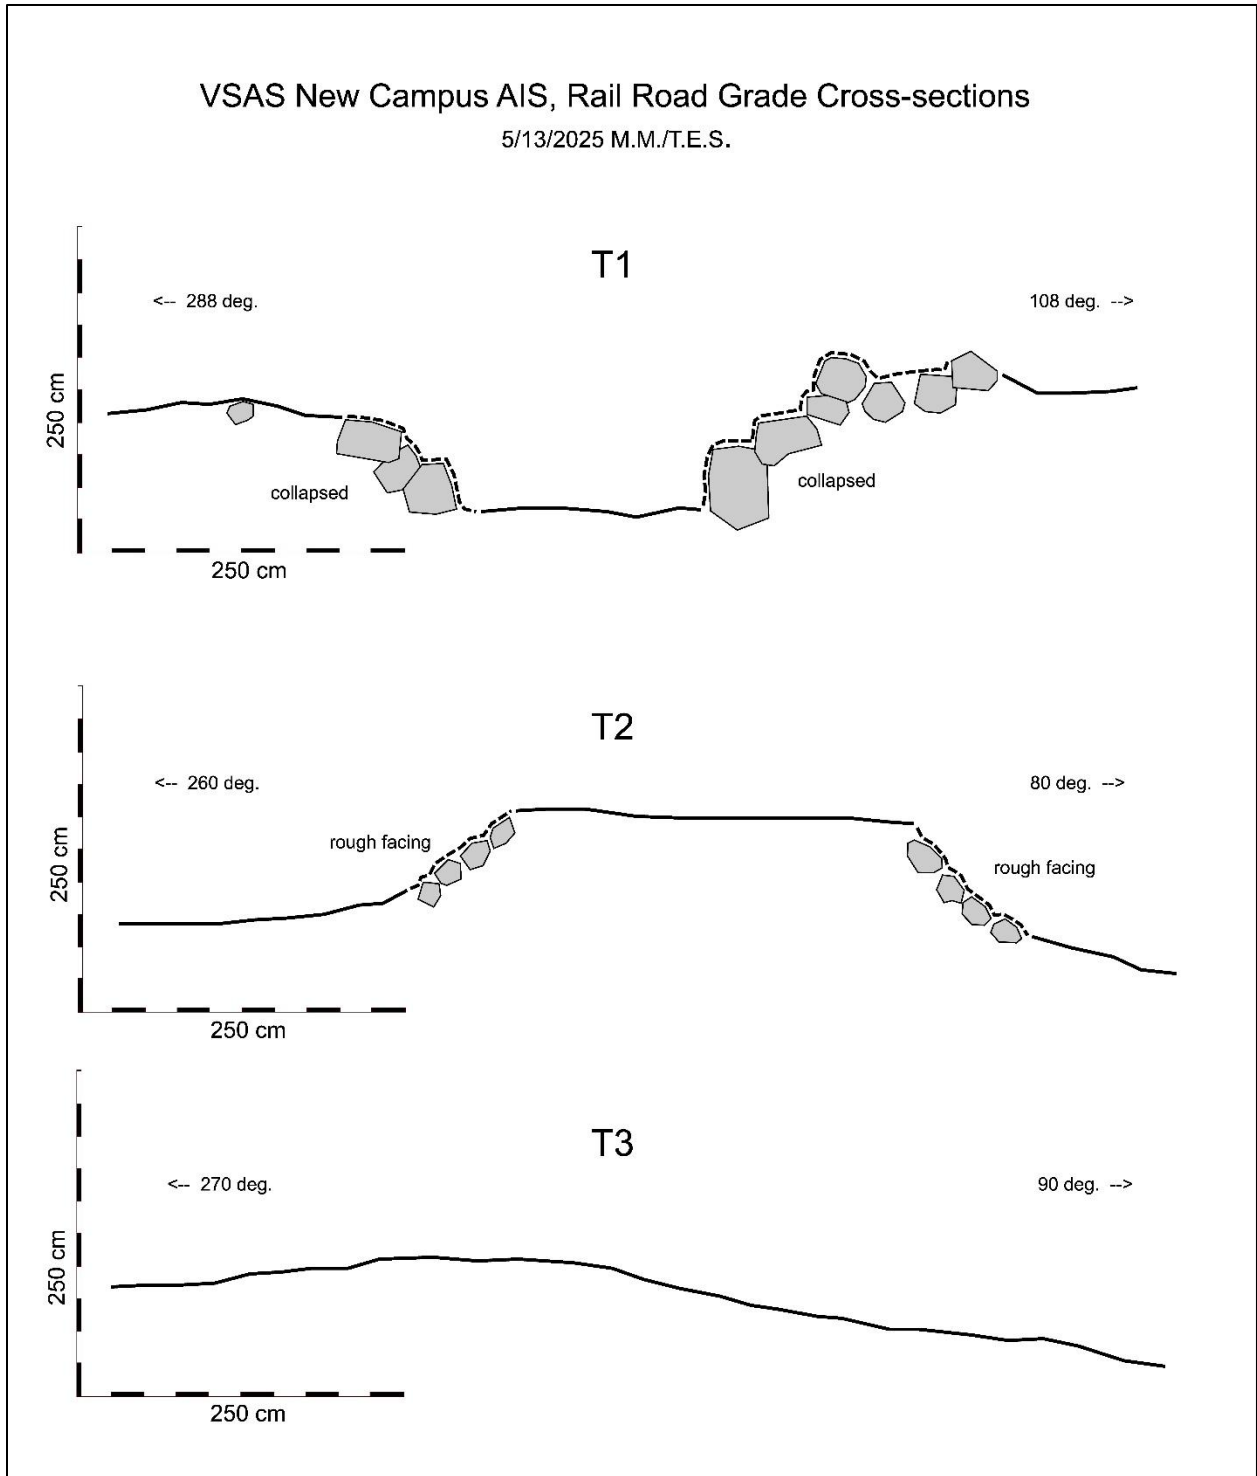 VSAS New Campus AIS, Rail Road Grade Cross-sections
5/13/2025 M.M./T.E.S.
T1
<-- 288 deg.
108 deg. -->
250 cm
collapsed
collapsed
250 cm
T2
<-- 260 deg.
80 deg. -->
rough facing
rough facing
250 cm
250 cm
T3
<-- 270 deg.
90 deg. -->
250 cm
250 cm